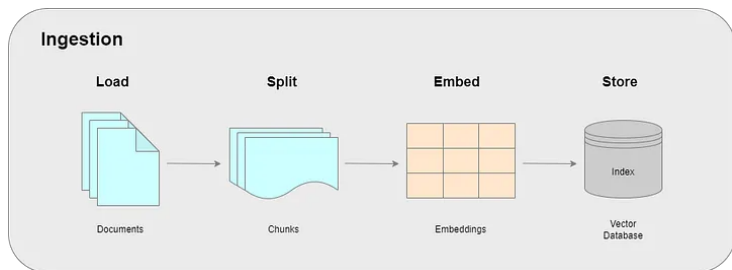 Ingestion
Load
Split
Embed
Store
Index
Documents
Chunks
Embeddings
Vector
Database